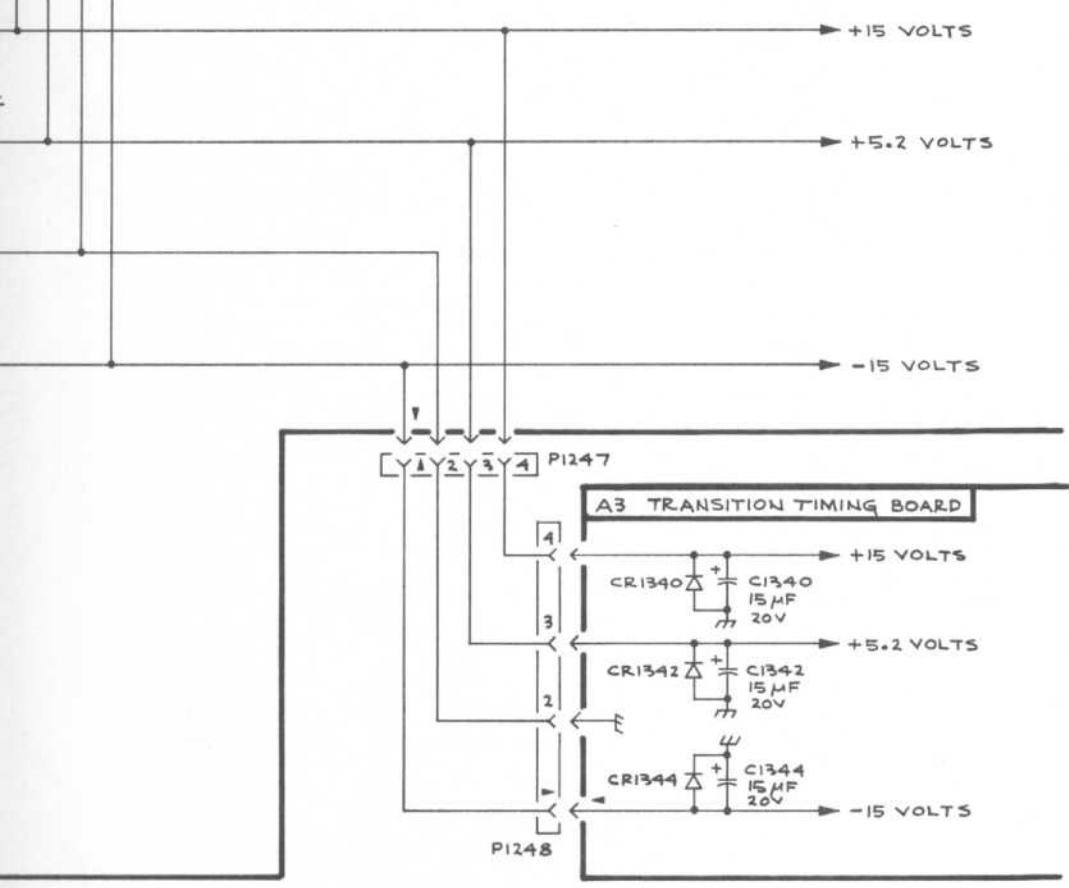 +15 VOLTS
+5.2 VOLTS
-15 VOLTS
1 2 3 4 P1247
A3 TRANSITION TIMING BOARD
4
+15 VOLTS
CR1340
+
C1340
15 µF
20V
3
+5.2 VOLTS
CR1342
+
C1342
15 µF
20V
2
CR1344
+
C1344
15 µF
20V
-15 VOLTS
P1248